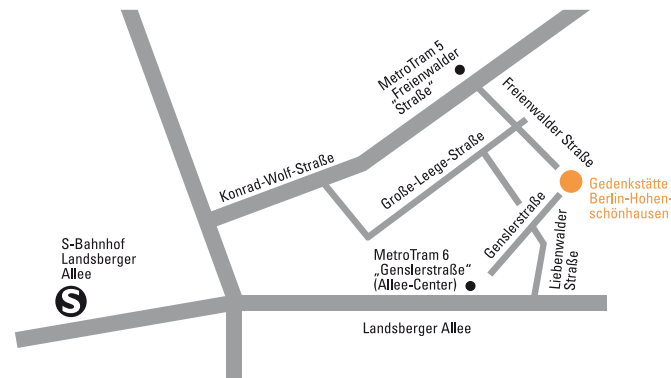 MetroTram 5
„Freienwalder
Straße“
Freienwalder Straße
Konrad-Wolf-Straße
Große-Leege-Straße
Gedenkstätte
Berlin-Hohen-
schönhausen
Genslerstraße
Liebenwalder
Straße
S-Bahnhof
Landsberger
Allee
S
MetroTram 6
„Genslerstraße“
(Allee-Center)
Landsberger Allee